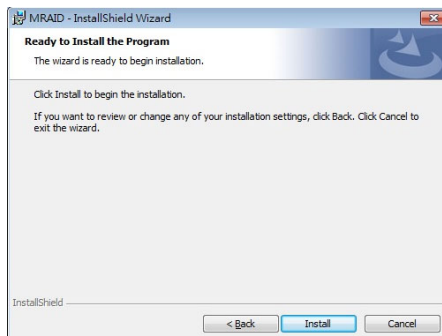 MRAID - InstallShield Wizard
Ready to Install the Program
The wizard is ready to begin installation.
Click Install to begin the installation.
If you want to review or change any of your installation settings, click Back. Click Cancel to
exit the wizard.
InstallShield
< Back
Install
Cancel